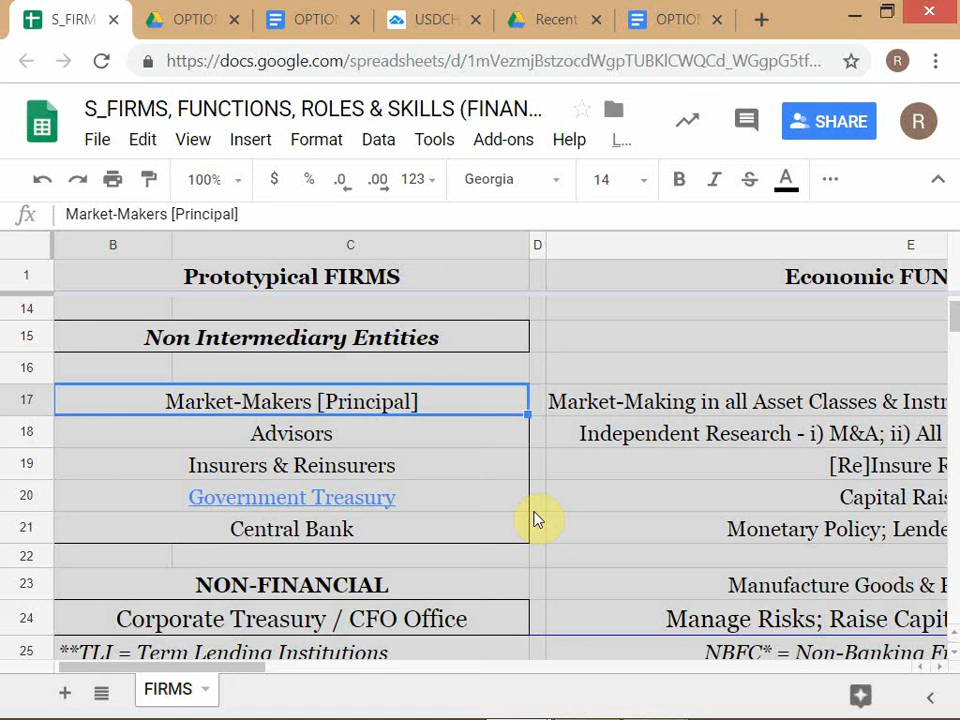 S_FIRM
OPTIO
OPTIO
USDCH
Recent
OPTIO
https://docs.google.com/spreadsheets/d/1mVezmjBstzocdWgpTUBKlCWQCd_WGgpG5tf...
R
S_FIRMS, FUNCTIONS, ROLES & SKILLS (FINAN...
SHARE
R
File Edit View Insert Format Data Tools Add-ons Help L...
100% $ % .0 .00 123 Georgia 14 B I S A
fx Market-Makers [Principal]
B C D E
1 Prototypical FIRMS Economic FUN
14
15 Non Intermediary Entities
16
17 Market-Makers [Principal] Market-Making in all Asset Classes & Instr
18 Advisors Independent Research - i) M&A; ii) All
19 Insurers & Reinsurers [Re]Insure R
20 Government Treasury Capital Rais
21 Central Bank Monetary Policy; Lende
22
23 NON-FINANCIAL Manufacture Goods &
24 Corporate Treasury / CFO Office Manage Risks; Raise Capit
25 **TLI = Term Lending Institutions NBFC* = Non-Banking Fi
FIRMS